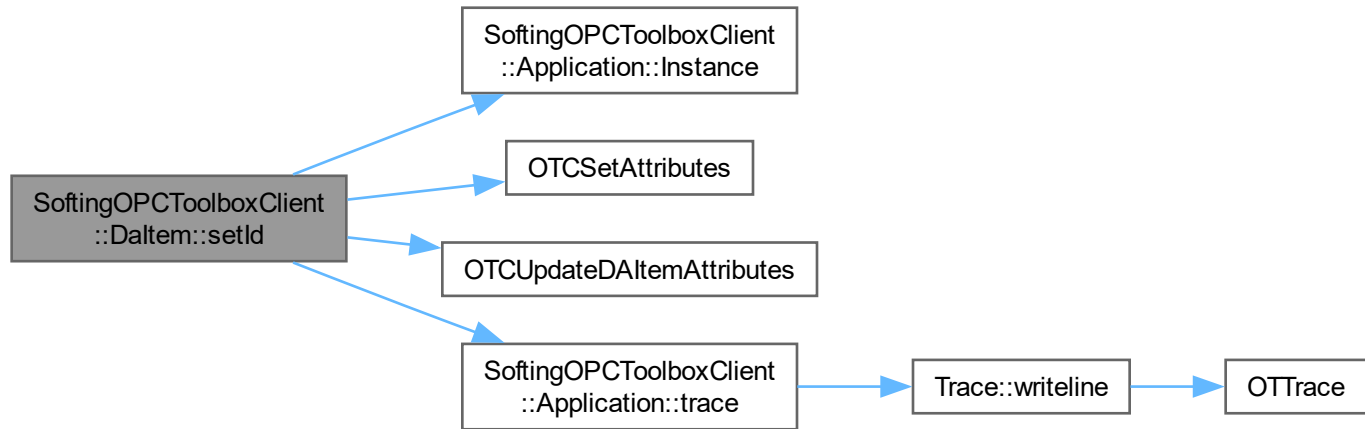 SoftingOPCToolboxClient
::Application::Instance
OTCSetAttributes
SoftingOPCToolboxClient
::DaItem::setId
OTCUpdateDAItemAttributes
SoftingOPCToolboxClient
::Application::trace
Trace::writeline
OTTrace